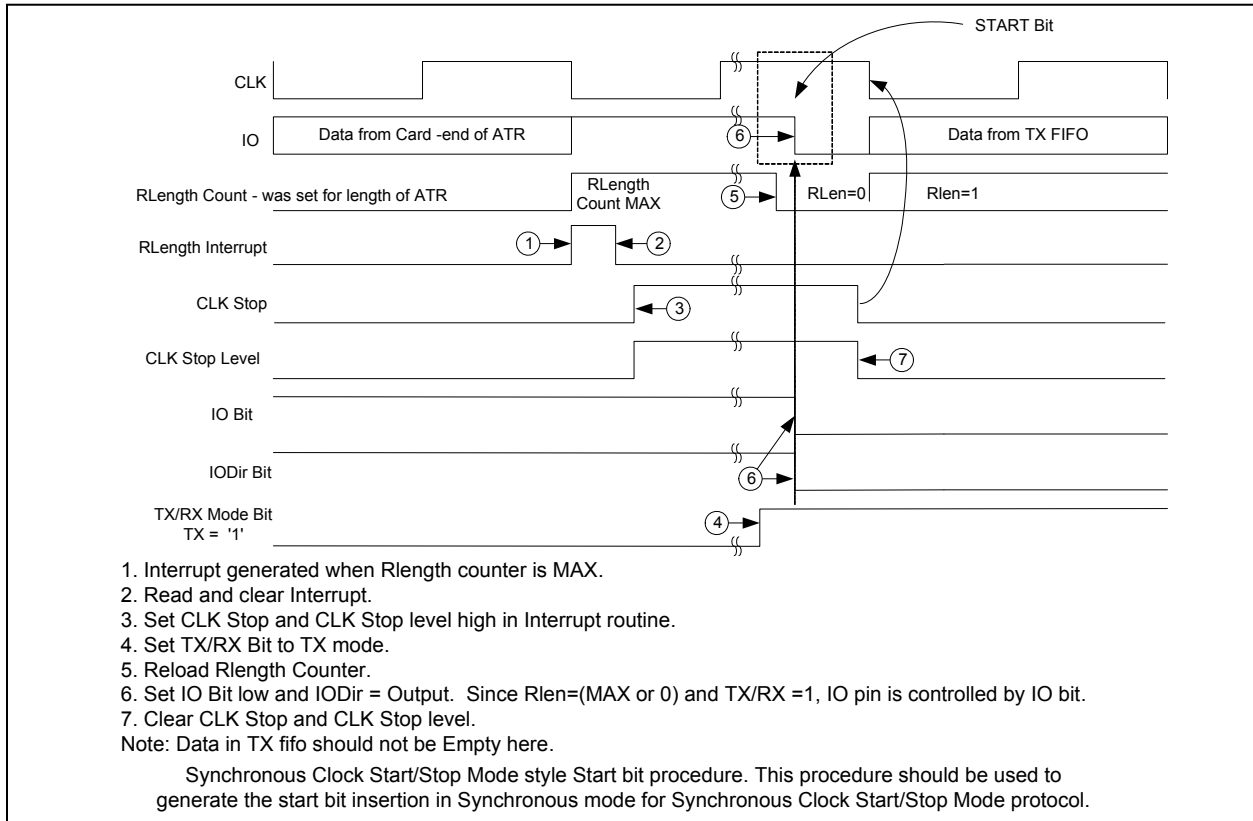 START Bit
CLK
IO
Data from Card -end of ATR
6
Data from TX FIFO
RLength Count - was set for length of ATR
RLength
Count MAX
5
RLen=0
Rlen=1
RLength Interrupt
1
2
CLK Stop
3
CLK Stop Level
7
IO Bit
IODir Bit
6
TX/RX Mode Bit
TX = '1'
4
1. Interrupt generated when Rlength counter is MAX.
2. Read and clear Interrupt.
3. Set CLK Stop and CLK Stop level high in Interrupt routine.
4. Set TX/RX Bit to TX mode.
5. Reload Rlength Counter.
6. Set IO Bit low and IODir = Output. Since Rlen=(MAX or 0) and TX/RX =1, IO pin is controlled by IO bit.
7. Clear CLK Stop and CLK Stop level.
Note: Data in TX fifo should not be Empty here.
Synchronous Clock Start/Stop Mode style Start bit procedure. This procedure should be used to
generate the start bit insertion in Synchronous mode for Synchronous Clock Start/Stop Mode protocol.